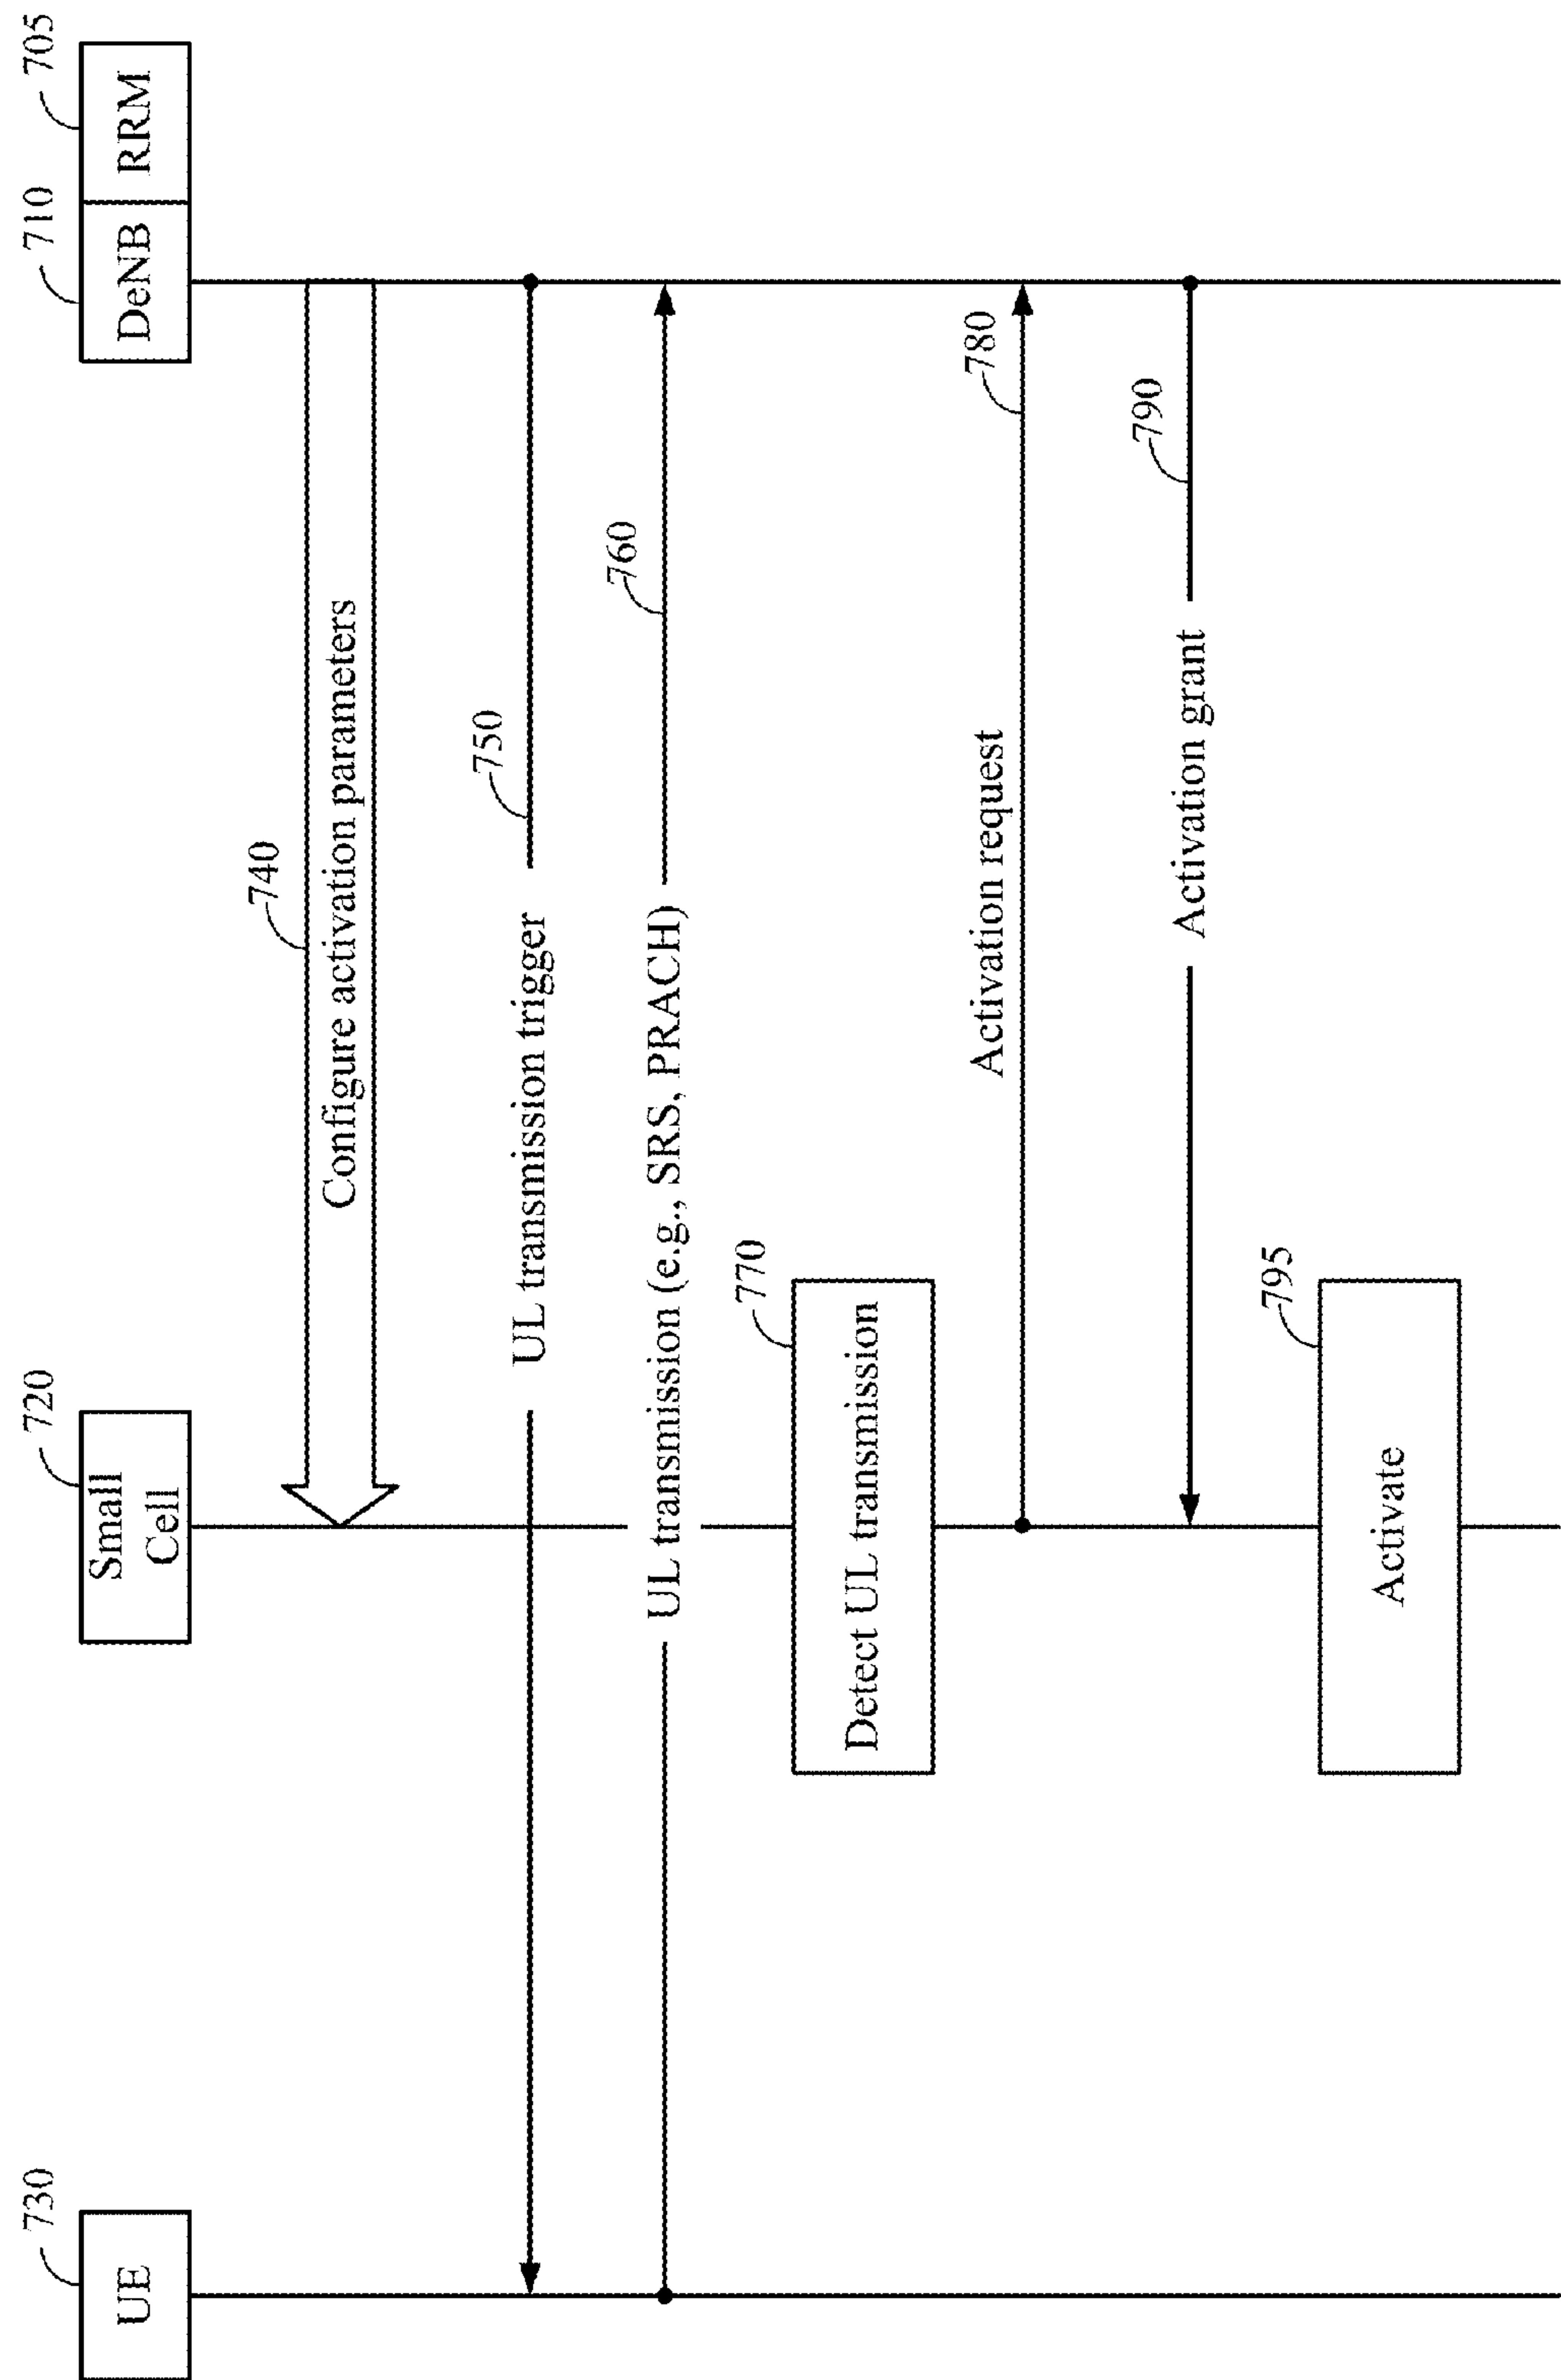 730
UE
720
Small
Cell
710
705
DeNB
RRM
740
Configure activation parameters
750
UL transmission trigger
760
UL transmission (e.g., SRS, PRACH)
770
Detect UL transmission
780
Activation request
790
Activation grant
795
Activate